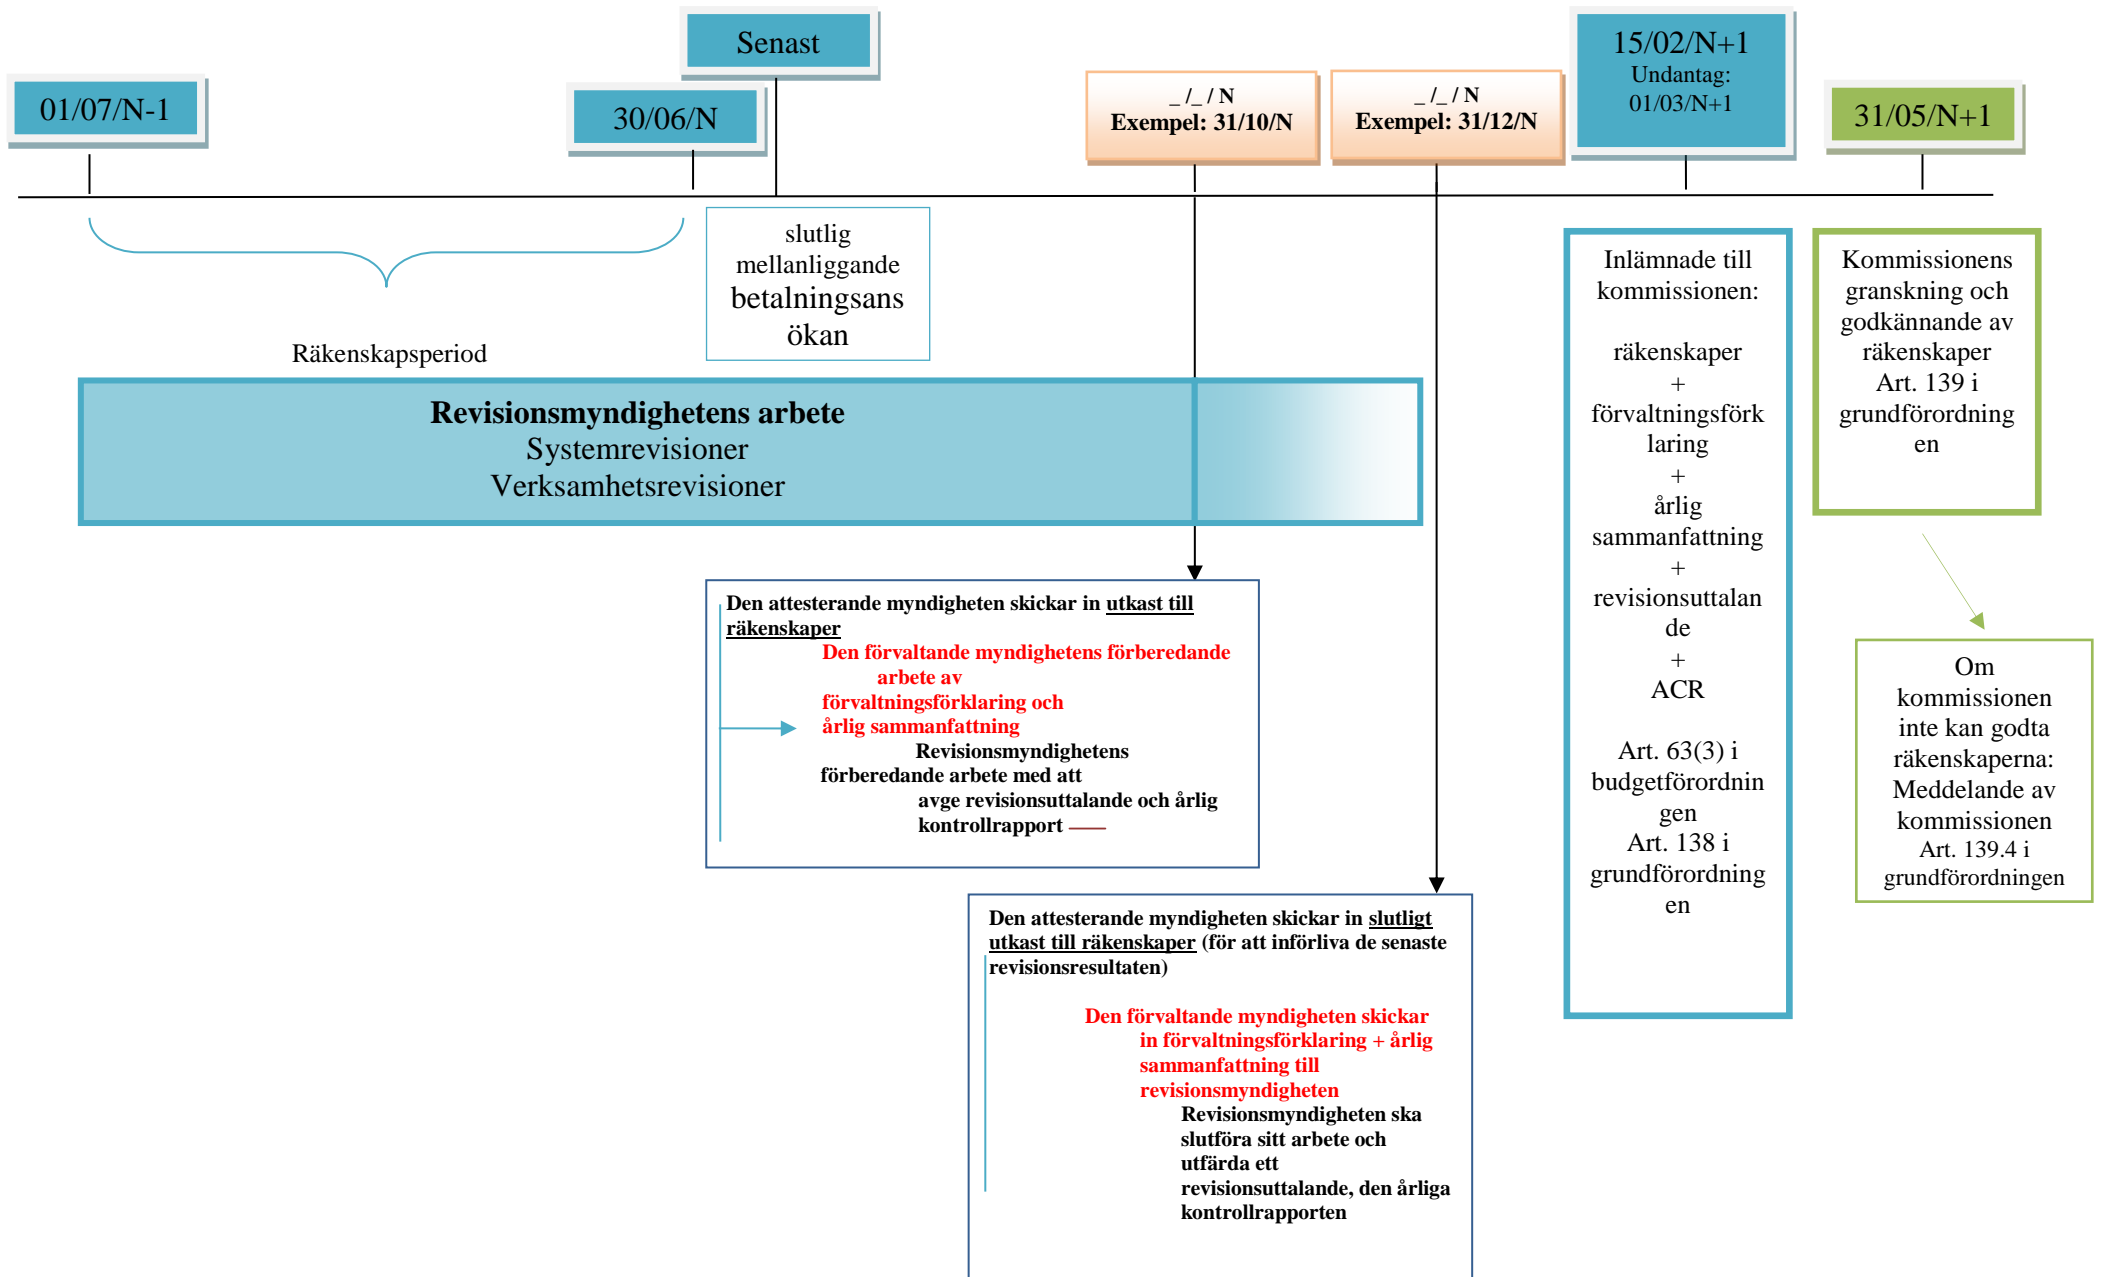 Senast
01/07/N-1
30/06/N
_ /_ / N
Exempel: 31/10/N
_ /_ / N
Exempel: 31/12/N
15/02/N+1
Undantag:
01/03/N+1
31/05/N+1
slutlig
mellanliggande
betalningsans
ökan
Räkenskapsperiod
Revisionsmyndighetens arbete
Systemrevisioner
Verksamhetsrevisioner
Den attesterande myndigheten skickar in utkast till
räkenskaper
Den förvaltande myndighetens förberedande
arbete av
förvaltningsförklaring och
årlig sammanfattning
Revisionsmyndighetens
förberedande arbete med att
avge revisionsuttalande och årlig
kontrollrapport
Den attesterande myndigheten skickar in slutligt
utkast till räkenskaper (för att införliva de senaste
revisionsresultaten)
Den förvaltande myndigheten skickar
in förvaltningsförklaring + årlig
sammanfattning till
revisionsmyndigheten
Revisionsmyndigheten ska
slutföra sitt arbete och
utfärda ett
revisionsuttalande, den årliga
kontrollrapporten
Inlämnade till
kommissionen:
räkenskaper
+
förvaltningsförk
laring
+
årlig
sammanfattning
+
revisionsuttalan
de
+
ACR
Art. 63(3) i
budgetförordnin
gen
Art. 138 i
grundförordning
en
Kommissionens
granskning och
godkännande av
räkenskaper
Art. 139 i
grundförordning
en
Om
kommissionen
inte kan godta
räkenskaperna:
Meddelande av
kommissionen
Art. 139.4 i
grundförordningen